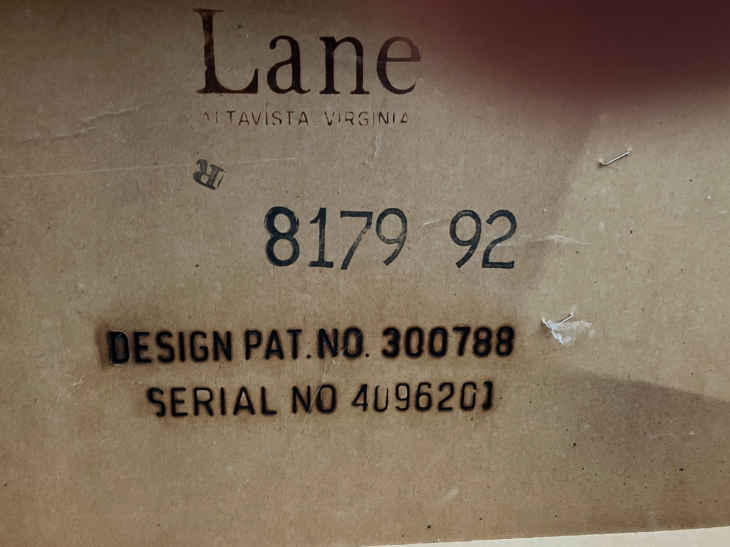 Lane
ALTAVISTA VIRGINIA
R
8179 92
DESIGN PAT. NO. 300788
SERIAL NO 4096201